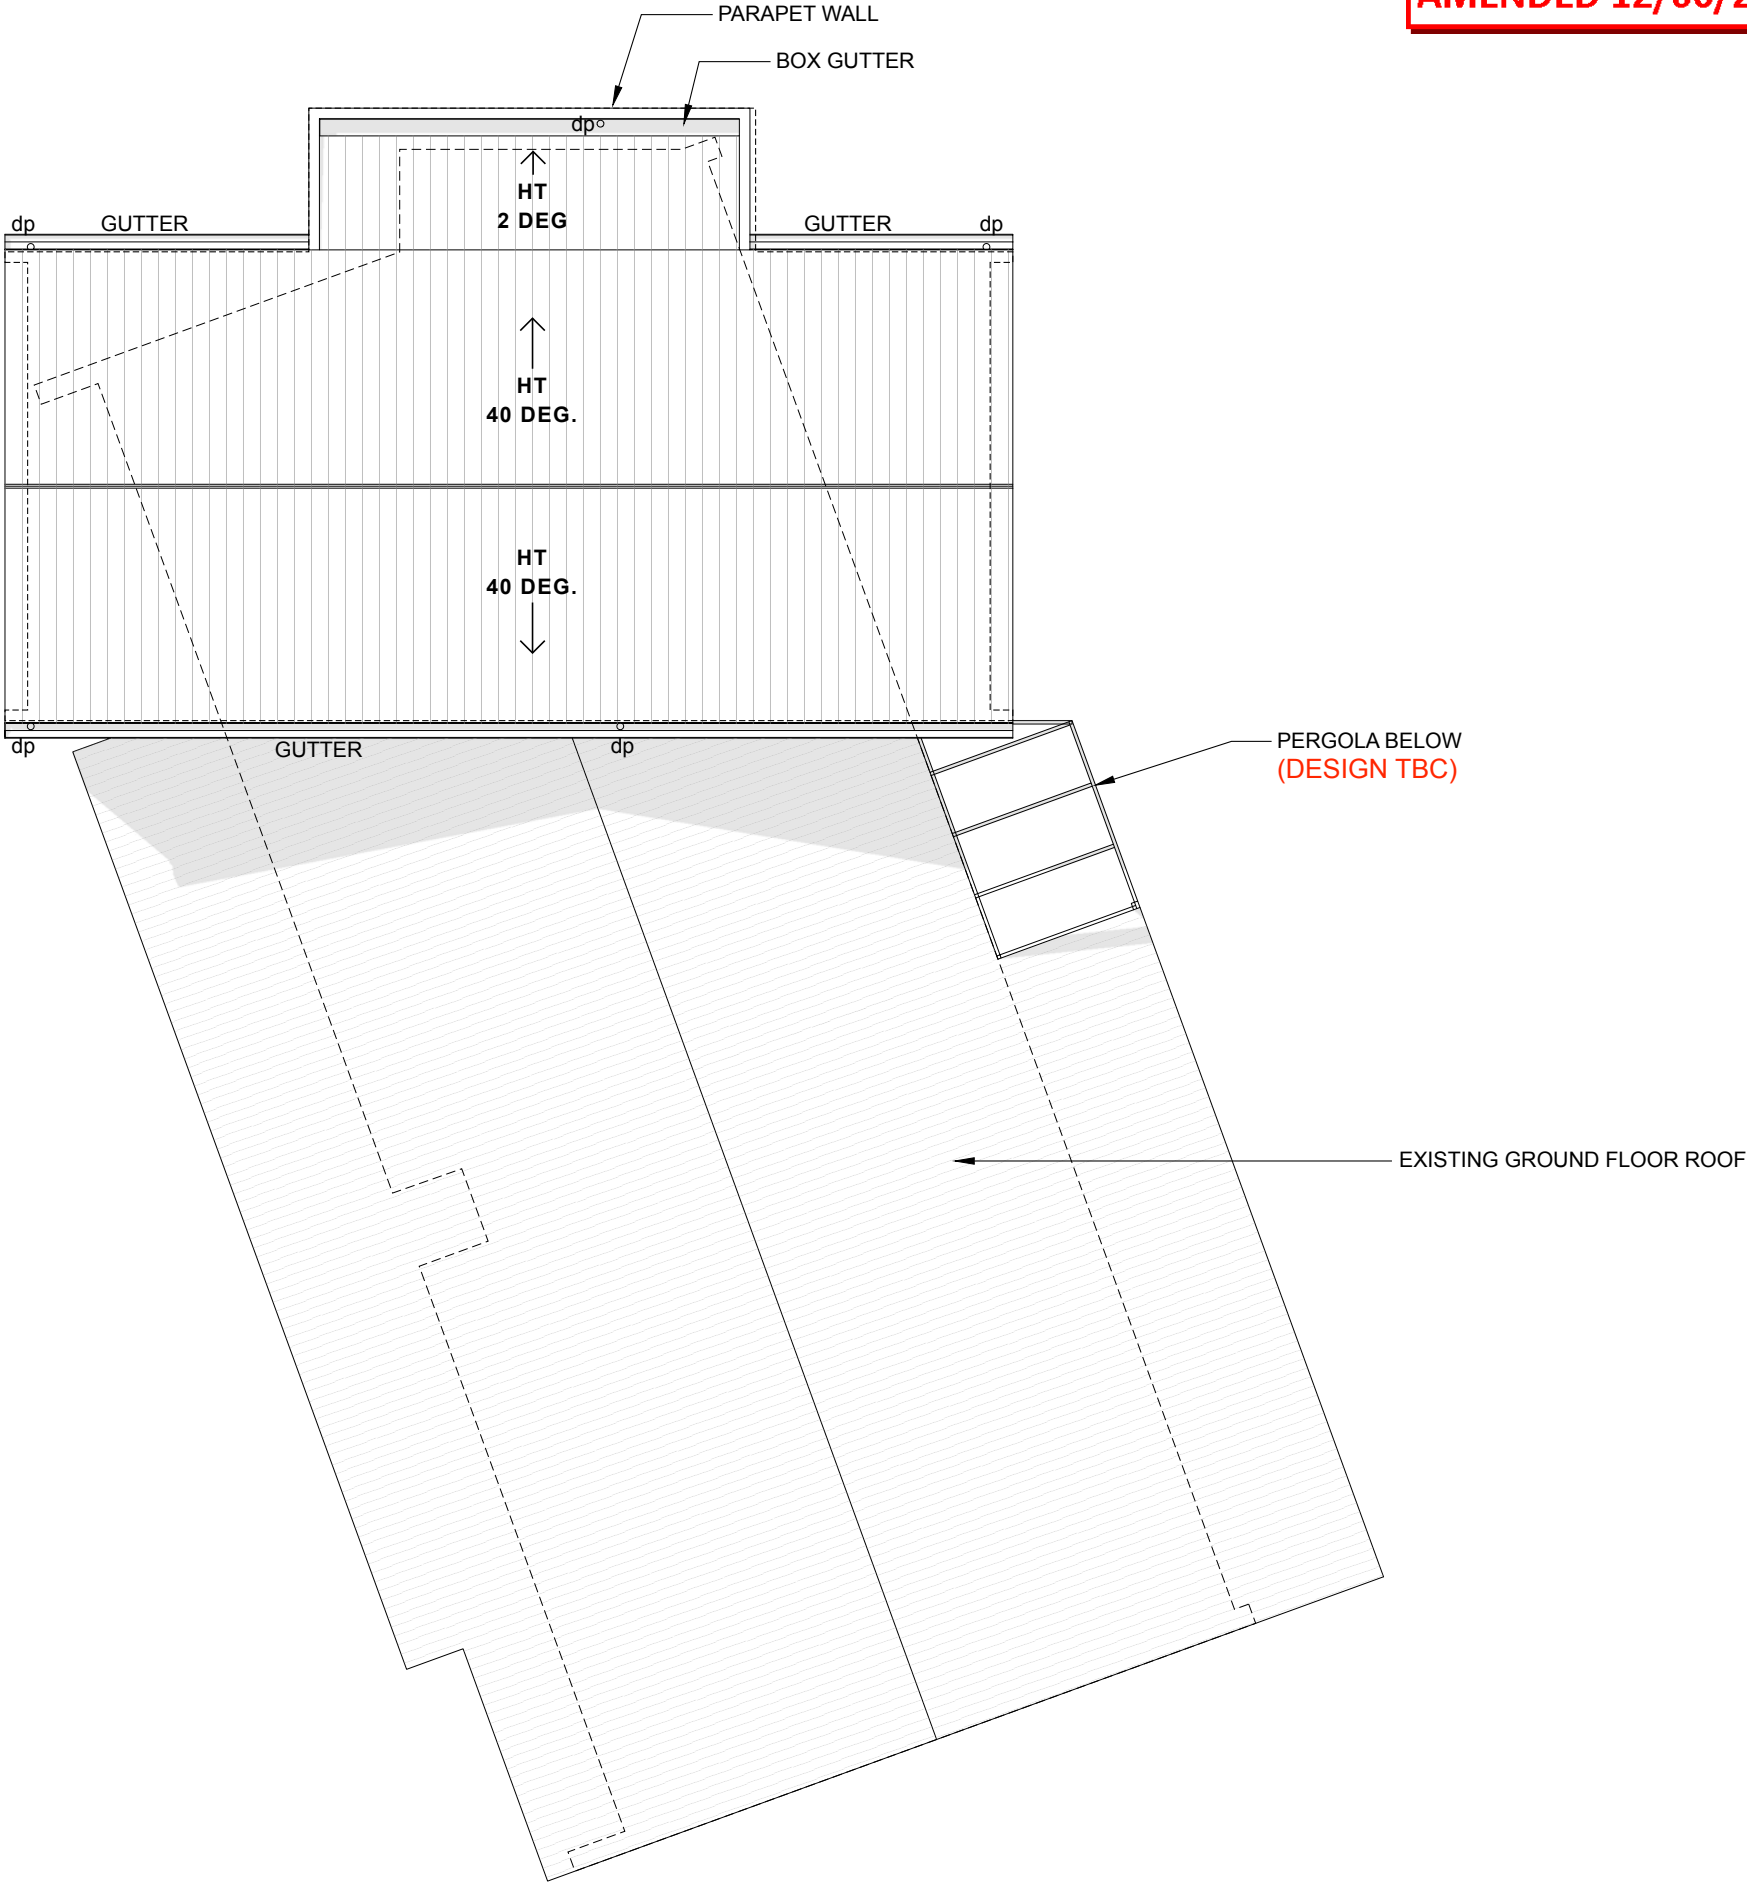 AMENDED
PARAPET WALL
BOX GUTTER
dp
HT
2 DEG
dp
GUTTER
GUTTER
dp
HT
40 DEG.
HT
40 DEG.
dp
GUTTER
dp
PERGOLA BELOW
(DESIGN TBC)
EXISTING GROUND FLOOR ROOF